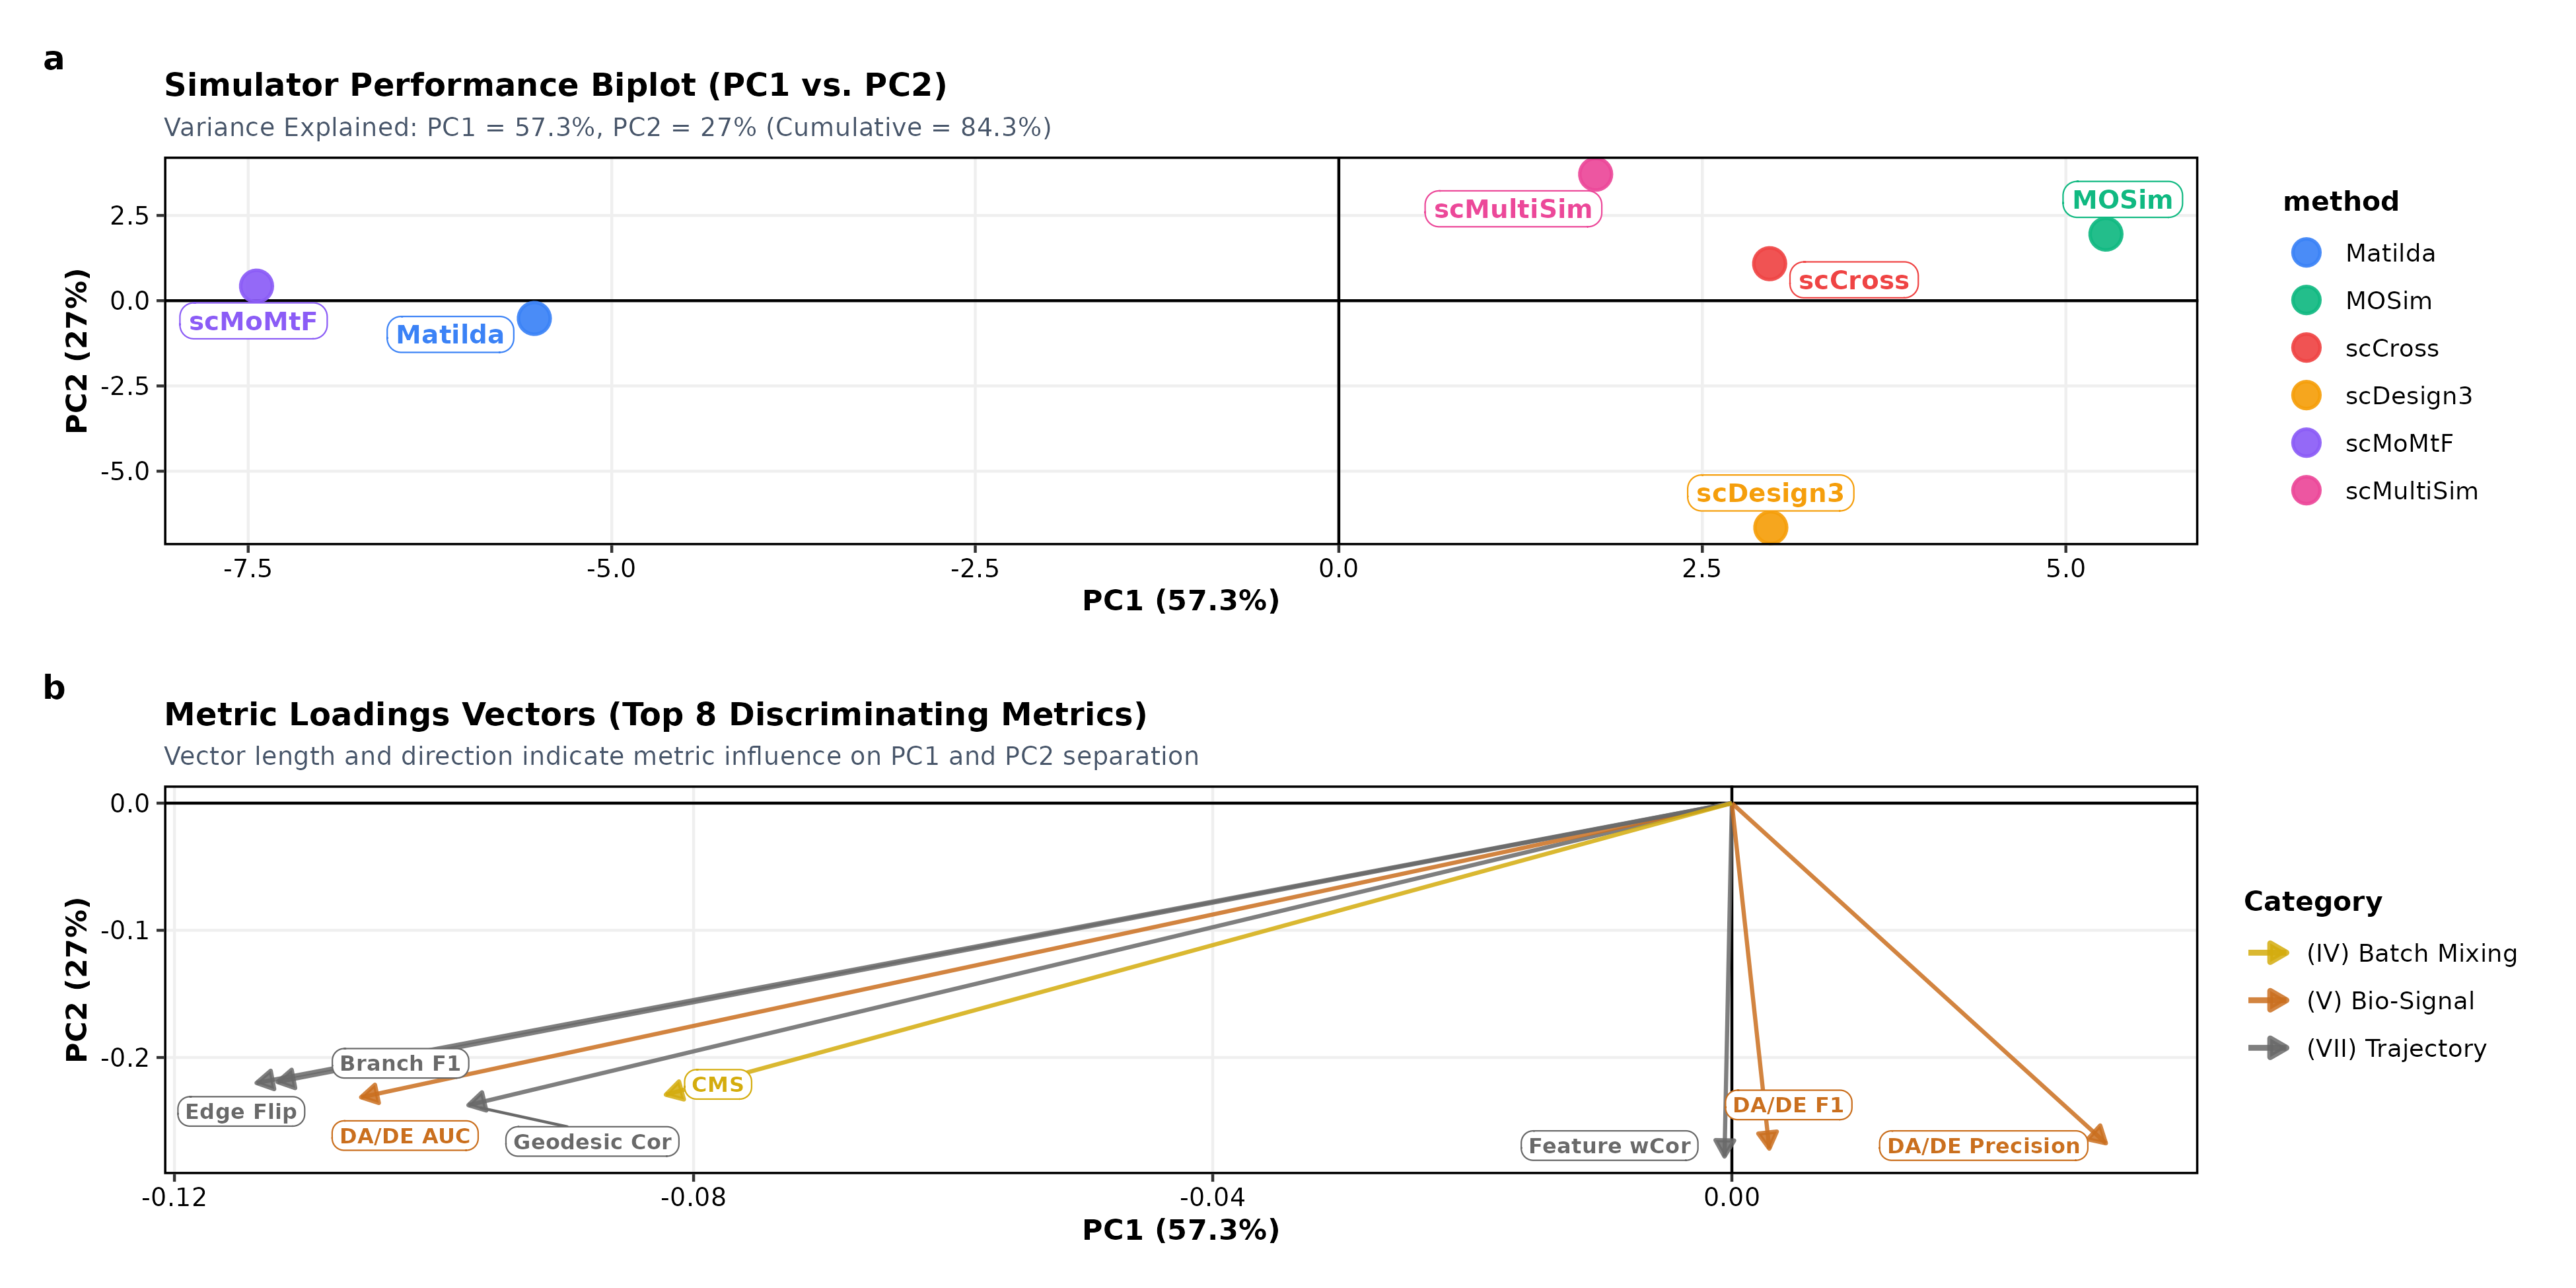 a
Simulator Performance Biplot (PC1 vs. PC2)
Variance Explained: PC1 = 57.3%, PC2 = 27% (Cumulative = 84.3%)
PC2 (27%)
2.5
0.0
-2.5
-5.0
scMoMtF
Matilda
scMultiSim
MOSim
scCross
scDesign3
-7.5
-5.0
-2.5
0.0
2.5
5.0
PC1 (57.3%)
method
Matilda
MOSim
scCross
scDesign3
scMoMtF
scMultiSim
b
Metric Loadings Vectors (Top 8 Discriminating Metrics)
Vector length and direction indicate metric influence on PC1 and PC2 separation
PC2 (27%)
0.0
-0.1
-0.2
Branch F1
Edge Flip
DA/DE AUC
Geodesic Cor
CMS
Feature wCor
DA/DE F1
DA/DE Precision
-0.12
-0.08
-0.04
0.00
PC1 (57.3%)
Category
(IV) Batch Mixing
(V) Bio-Signal
(VII) Trajectory